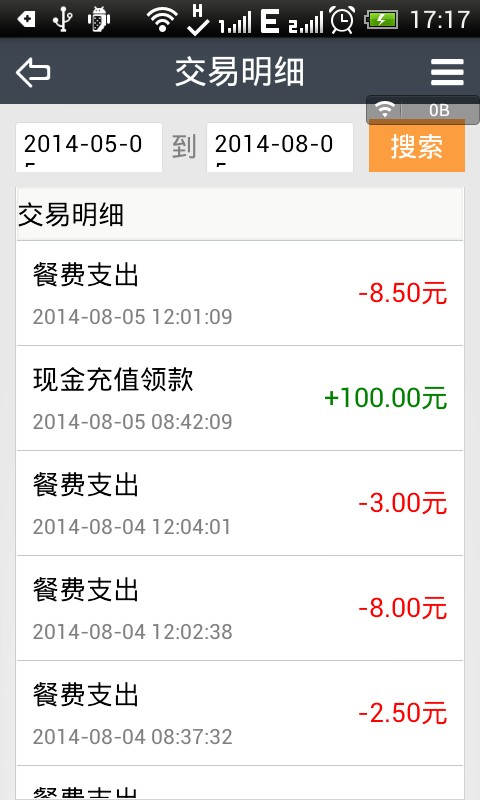 H 1 E 2 17:17
交易明细
0B
2014-05-0 到 2014-08-0 搜索
交易明细
餐费支出
-8.50元
2014-08-05 12:01:09
现金充值领款
+100.00元
2014-08-05 08:42:09
餐费支出
-3.00元
2014-08-04 12:04:01
餐费支出
-8.00元
2014-08-04 12:02:38
餐费支出
-2.50元
2014-08-04 08:37:32
餐费支出